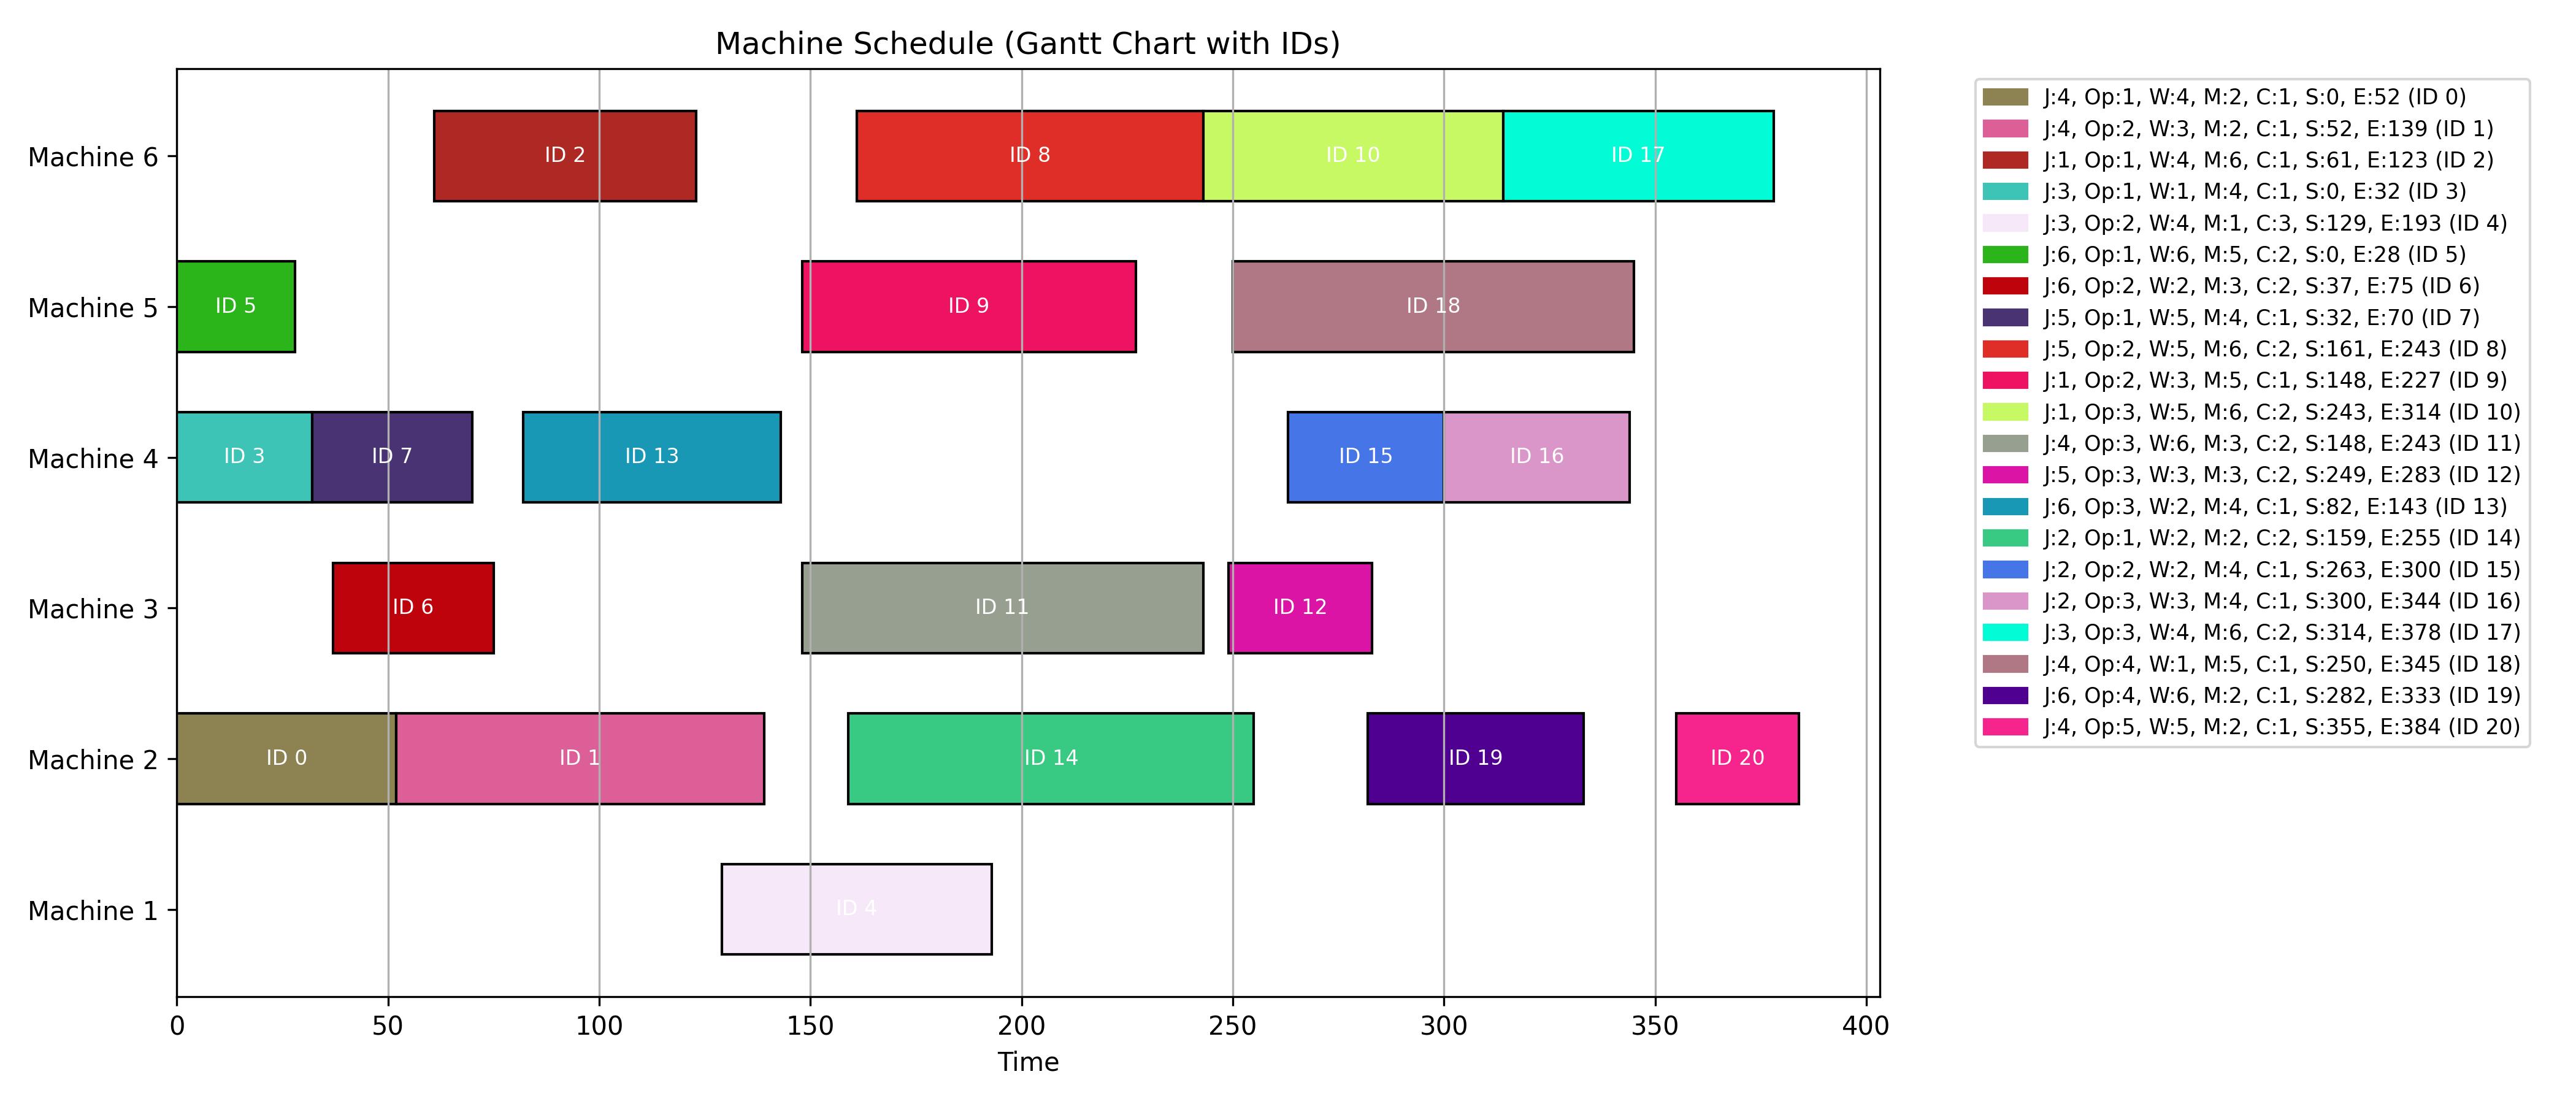 Machine Schedule (Gantt Chart with IDs)
Machine 6
ID 2
ID 8
ID 10
ID 17
Machine 5
ID 5
ID 9
ID 18
Machine 4
ID 3
ID 7
ID 13
ID 15
ID 16
Machine 3
ID 6
ID 11
ID 12
Machine 2
ID 0
ID 1
ID 14
ID 19
ID 20
Machine 1
ID 4
0 50 100 150 200 250 300 350 400
Time
J:4, Op:1, W:4, M:2, C:1, S:0, E:52 (ID 0)
J:4, Op:2, W:3, M:2, C:1, S:52, E:139 (ID 1)
J:1, Op:1, W:4, M:6, C:1, S:61, E:123 (ID 2)
J:3, Op:1, W:1, M:4, C:1, S:0, E:32 (ID 3)
J:3, Op:2, W:4, M:1, C:3, S:129, E:193 (ID 4)
J:6, Op:1, W:6, M:5, C:2, S:0, E:28 (ID 5)
J:6, Op:2, W:2, M:3, C:2, S:37, E:75 (ID 6)
J:5, Op:1, W:5, M:4, C:1, S:32, E:70 (ID 7)
J:5, Op:2, W:5, M:6, C:2, S:161, E:243 (ID 8)
J:1, Op:2, W:3, M:5, C:1, S:148, E:227 (ID 9)
J:1, Op:3, W:5, M:6, C:2, S:243, E:314 (ID 10)
J:4, Op:3, W:6, M:3, C:2, S:148, E:243 (ID 11)
J:5, Op:3, W:3, M:3, C:2, S:249, E:283 (ID 12)
J:6, Op:3, W:2, M:4, C:1, S:82, E:143 (ID 13)
J:2, Op:1, W:2, M:2, C:2, S:159, E:255 (ID 14)
J:2, Op:2, W:2, M:4, C:1, S:263, E:300 (ID 15)
J:2, Op:3, W:3, M:4, C:1, S:300, E:344 (ID 16)
J:3, Op:3, W:4, M:6, C:2, S:314, E:378 (ID 17)
J:4, Op:4, W:1, M:5, C:1, S:250, E:345 (ID 18)
J:6, Op:4, W:6, M:2, C:1, S:282, E:333 (ID 19)
J:4, Op:5, W:5, M:2, C:1, S:355, E:384 (ID 20)